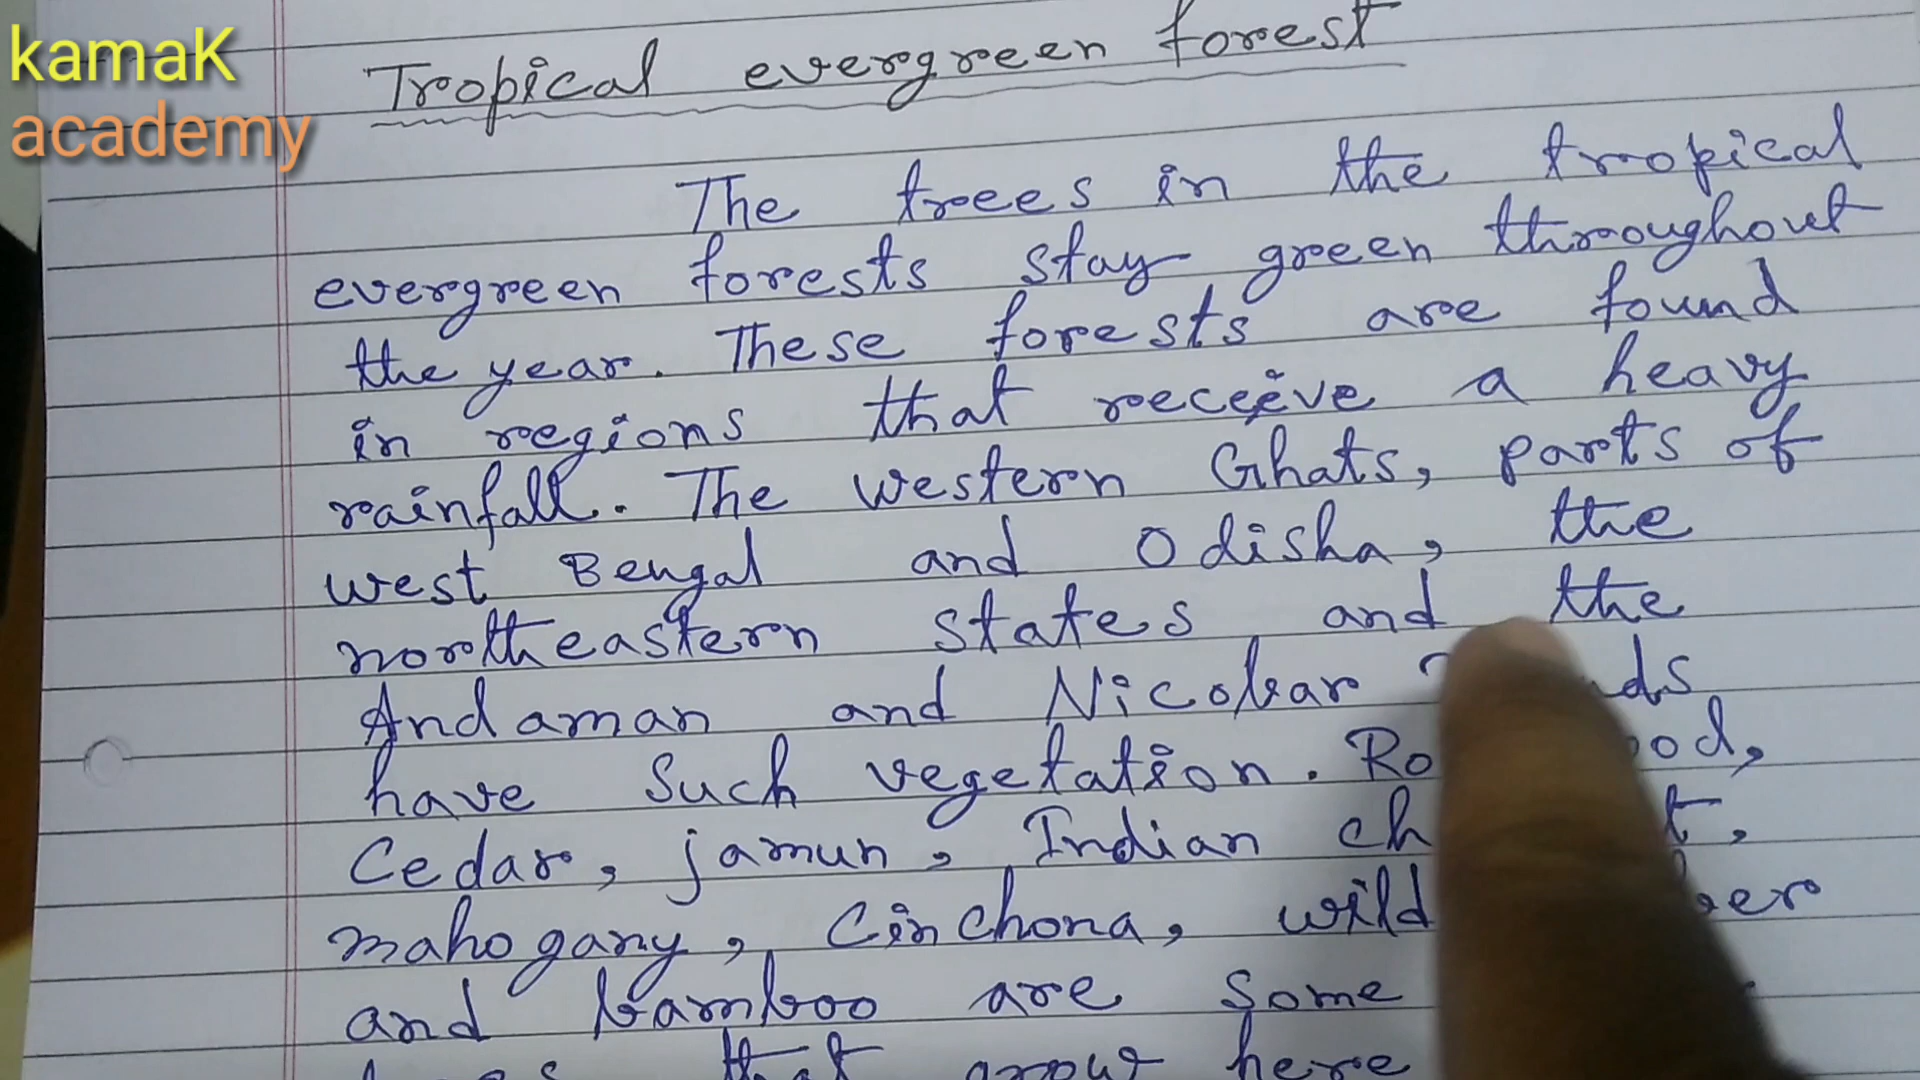 kamaK
academy
Tropical evergreen forest
The trees in the tropical
evergreen forests stay green throughout
the year. These forests are found
in regions that receive a heavy
rainfall. The western Ghats, parts of
west Bengal and Odisha, the
northeastern states and the
Andaman and Nicobar
have such vegetation.
Cedar, jamun, Indian
mahogany, Cinchona, wild
and bamboo are some
that grow here